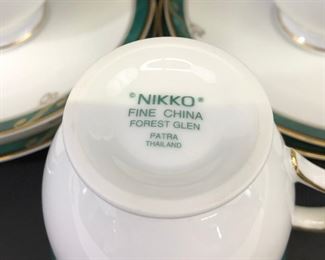 ©NIKKO®
FINE CHINA
FOREST GLEN
PATRA
THAILAND